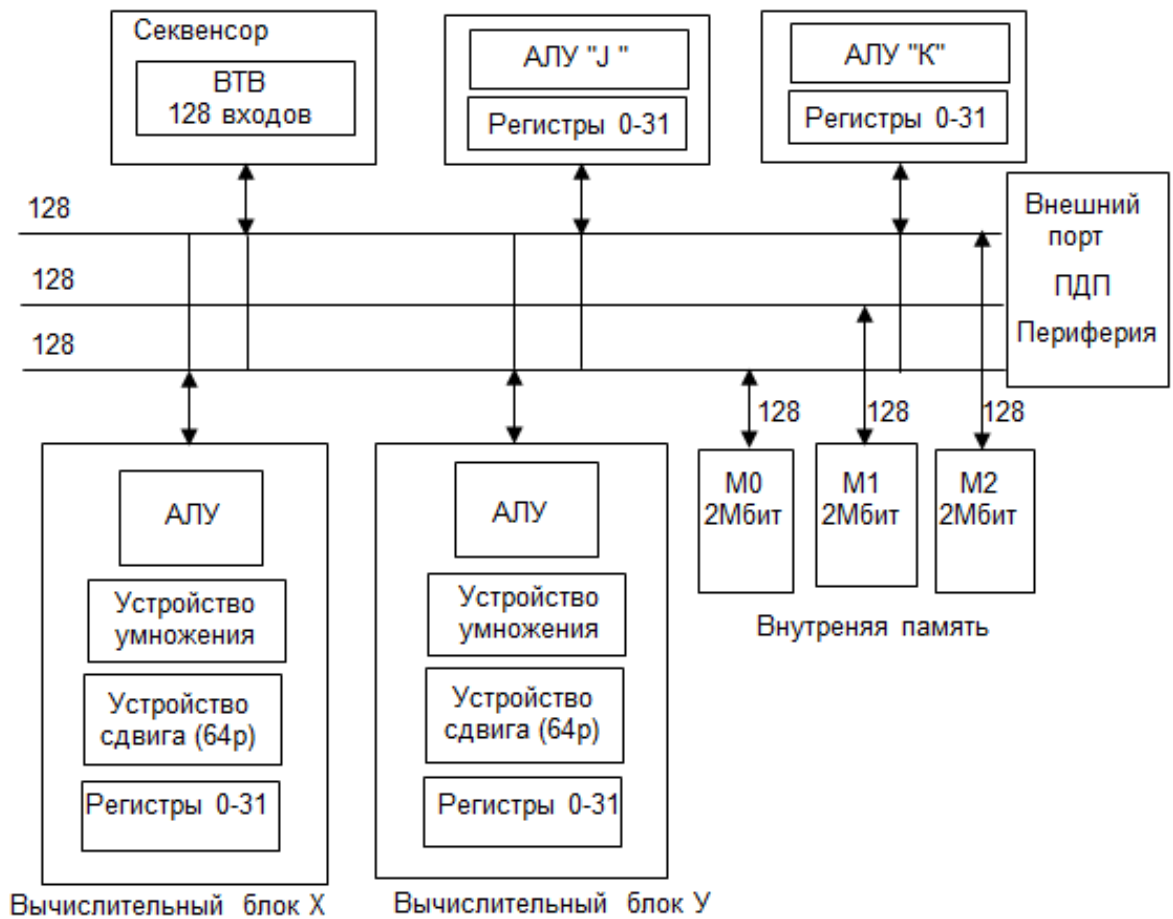 Секвенсор
ВТВ
128 входов
АЛУ "J "
Регистры 0-31
АЛУ "К"
Регистры 0-31
128
128
128
Внешний
порт
ПДП
Периферия
128
128
128
АЛУ
Устройство
умножения
Устройство
сдвига (64р)
Регистры 0-31
Вычислительный блок Х
АЛУ
Устройство
умножения
Устройство
сдвига (64р)
Регистры 0-31
Вычислительный блок У
М0
2Мбит
М1
2Мбит
М2
2Мбит
Внутреняя память